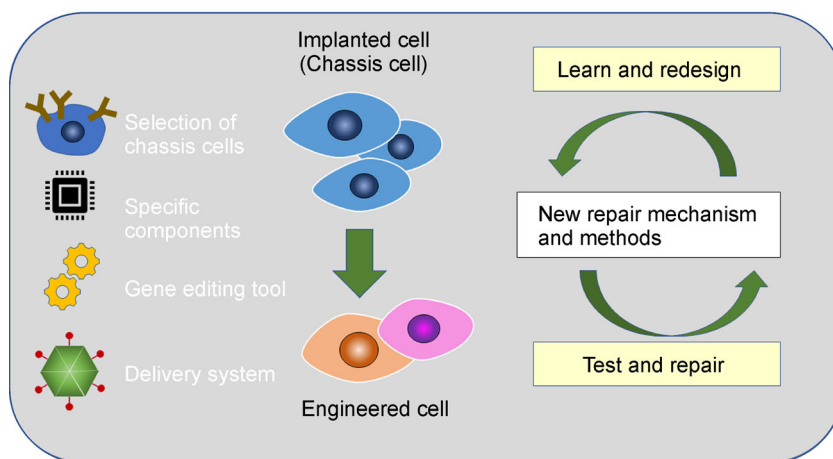 Implanted cell
(Chassis cell)
Selection of
chassis cells
Specific
components
Gene editing tool
Delivery system
Engineered cell
Learn and redesign
New repair mechanism
and methods
Test and repair